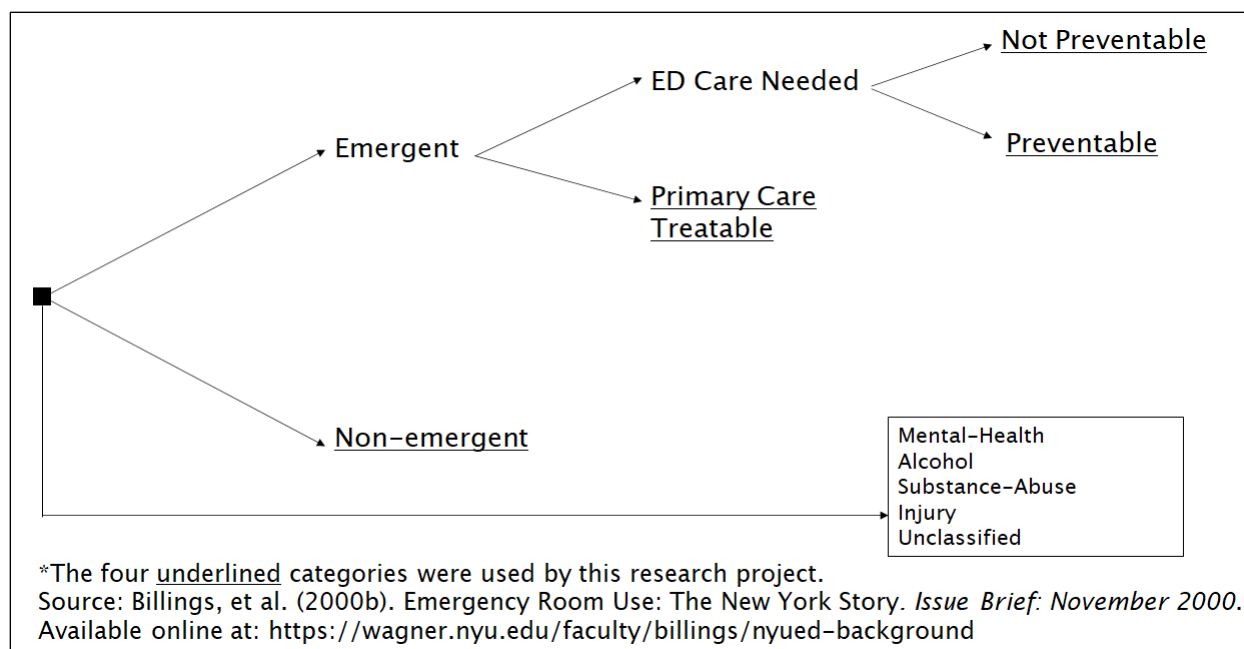 Not Preventable
ED Care Needed
Preventable
Emergent
Primary Care
Treatable
Non-emergent
Mental-Health
Alcohol
Substance-Abuse
Injury
Unclassified
*The four underlined categories were used by this research project.
Source: Billings, et al. (2000b). Emergency Room Use: The New York Story. Issue Brief: November 2000.
Available online at: https://wagner.nyu.edu/faculty/billings/nyued-background